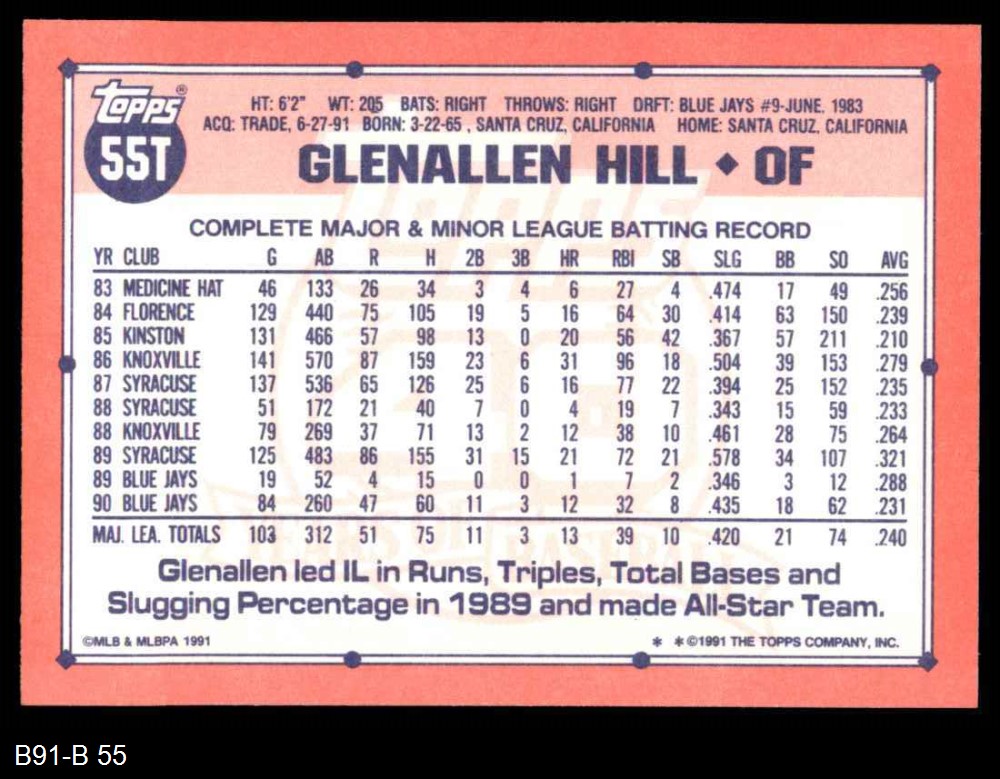 Topps®
55T
HT: 6'2" WT: 205 BATS: RIGHT THROWS: RIGHT DRFT: BLUE JAYS #9-JUNE, 1983
ACQ: TRADE, 6-27-91 BORN: 3-22-65 , SANTA CRUZ, CALIFORNIA HOME: SANTA CRUZ, CALIFORNIA
GLENALLEN HILL ◆ OF
COMPLETE MAJOR & MINOR LEAGUE BATTING RECORD
YR CLUB G AB R H 2B 3B HR RBI SB SLG BB SO AVG
83 MEDICINE HAT 46 133 26 34 3 4 6 27 4 .474 17 49 .256
84 FLORENCE 129 440 75 105 19 5 16 64 30 .414 63 150 .239
85 KINSTON 131 466 57 98 13 0 20 56 42 .367 57 211 .210
86 KNOXVILLE 141 570 87 159 23 6 31 96 18 .504 39 153 .279
87 SYRACUSE 137 536 65 126 25 6 16 77 22 .394 25 152 .235
88 SYRACUSE 51 172 21 40 7 0 4 19 7 .343 15 59 .233
88 KNOXVILLE 79 269 37 71 13 2 12 38 10 .461 28 75 .264
89 SYRACUSE 125 483 86 155 31 15 21 72 21 .578 34 107 .321
89 BLUE JAYS 19 52 4 15 0 0 1 7 2 .346 3 12 .288
90 BLUE JAYS 84 260 47 60 11 3 12 32 8 .435 18 62 .231
MAJ. LEA. TOTALS 103 312 51 75 11 3 13 39 10 .420 21 74 .240
Glenallen led IL in Runs, Triples, Total Bases and
Slugging Percentage in 1989 and made All-Star Team.
©MLB & MLBPA 1991 * *©1991 THE TOPPS COMPANY, INC.
TOPPS
40
YEARS OF BASEBALL
B91-B 55